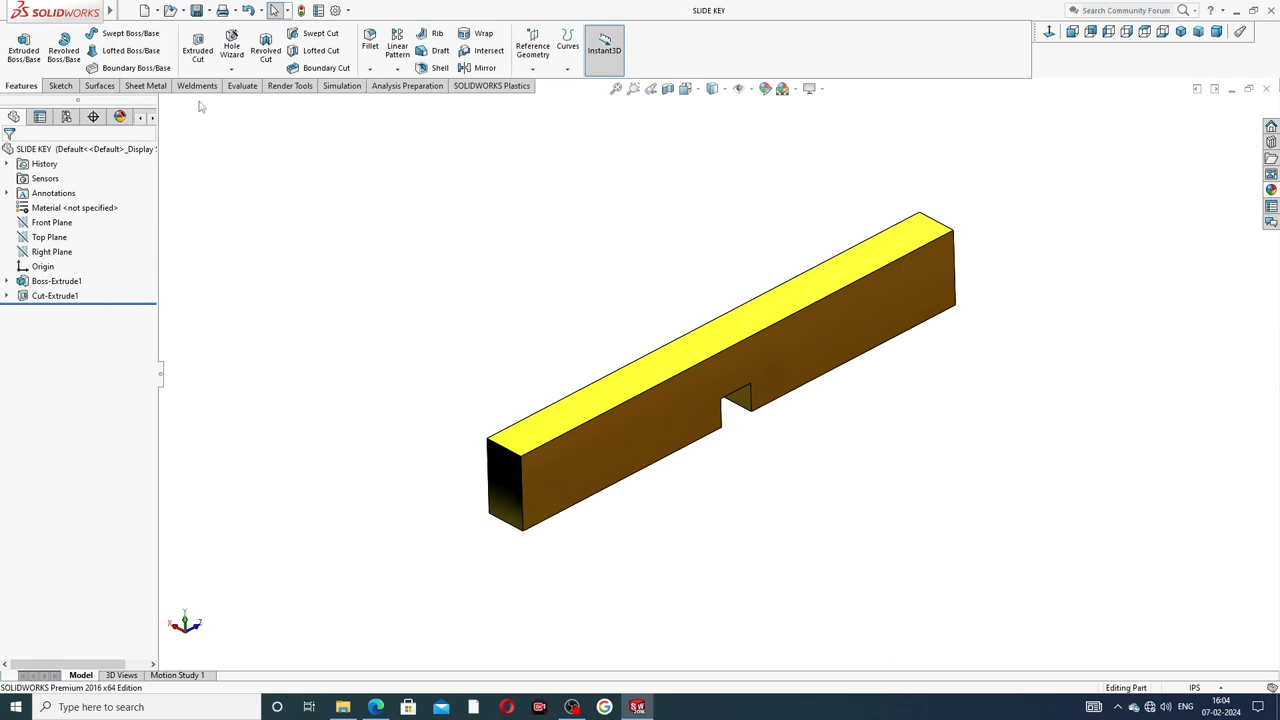 SOLIDWORKS
SLIDE KEY
Search Community Forum
Extruded Boss/Base
Revolved Boss/Base
Swept Boss/Base
Lofted Boss/Base
Boundary Boss/Base
Extruded Cut
Hole Wizard
Revolved Cut
Swept Cut
Lofted Cut
Boundary Cut
Fillet
Linear Pattern
Rib
Draft
Shell
Wrap
Intersect
Mirror
Reference Geometry
Curves
Instant3D
Features
Sketch
Surfaces
Sheet Metal
Weldments
Evaluate
Render Tools
Simulation
Analysis Preparation
SOLIDWORKS Plastics
SLIDE KEY (Default<<Default>_Display S
History
Sensors
Annotations
Material <not specified>
Front Plane
Top Plane
Right Plane
Origin
Boss-Extrude1
Cut-Extrude1
Y
X
Z
Model
3D Views
Motion Study 1
SOLIDWORKS Premium 2016 x64 Edition
Editing Part
IPS
Type here to search
ENG
16:04
07-02-2024